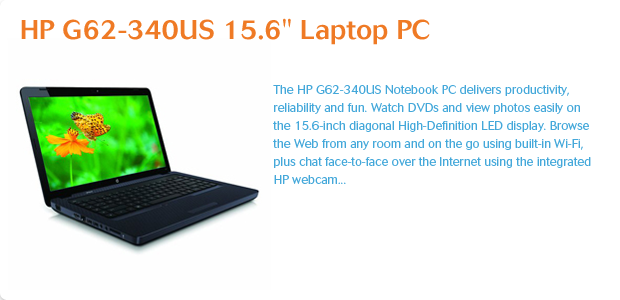 HP G62-340US 15.6" Laptop PC
The HP G62-340US Notebook PC delivers productivity,
reliability and fun. Watch DVDs and view photos easily on
the 15.6-inch diagonal High-Definition LED display. Browse
the Web from any room and on the go using built-in Wi-Fi,
plus chat face-to-face over the Internet using the integrated
HP webcam...